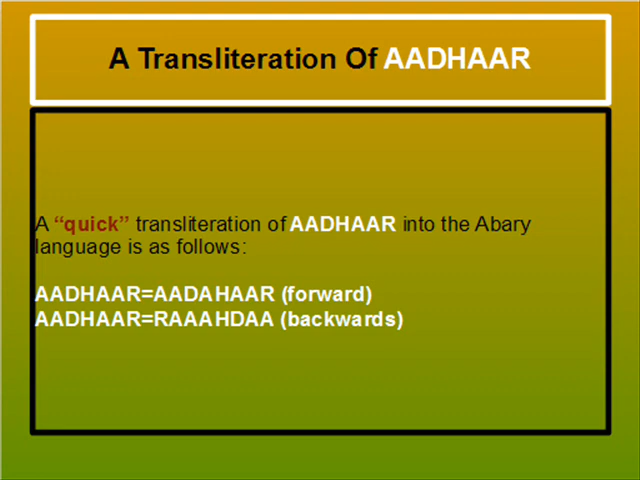 A Transliteration Of AADHAAR
A “quick” transliteration of AADHAAR into the Abary
language is as follows:
AADHAAR=AADAHAAR (forward)
AADHAAR=RAAAHDAA (backwards)